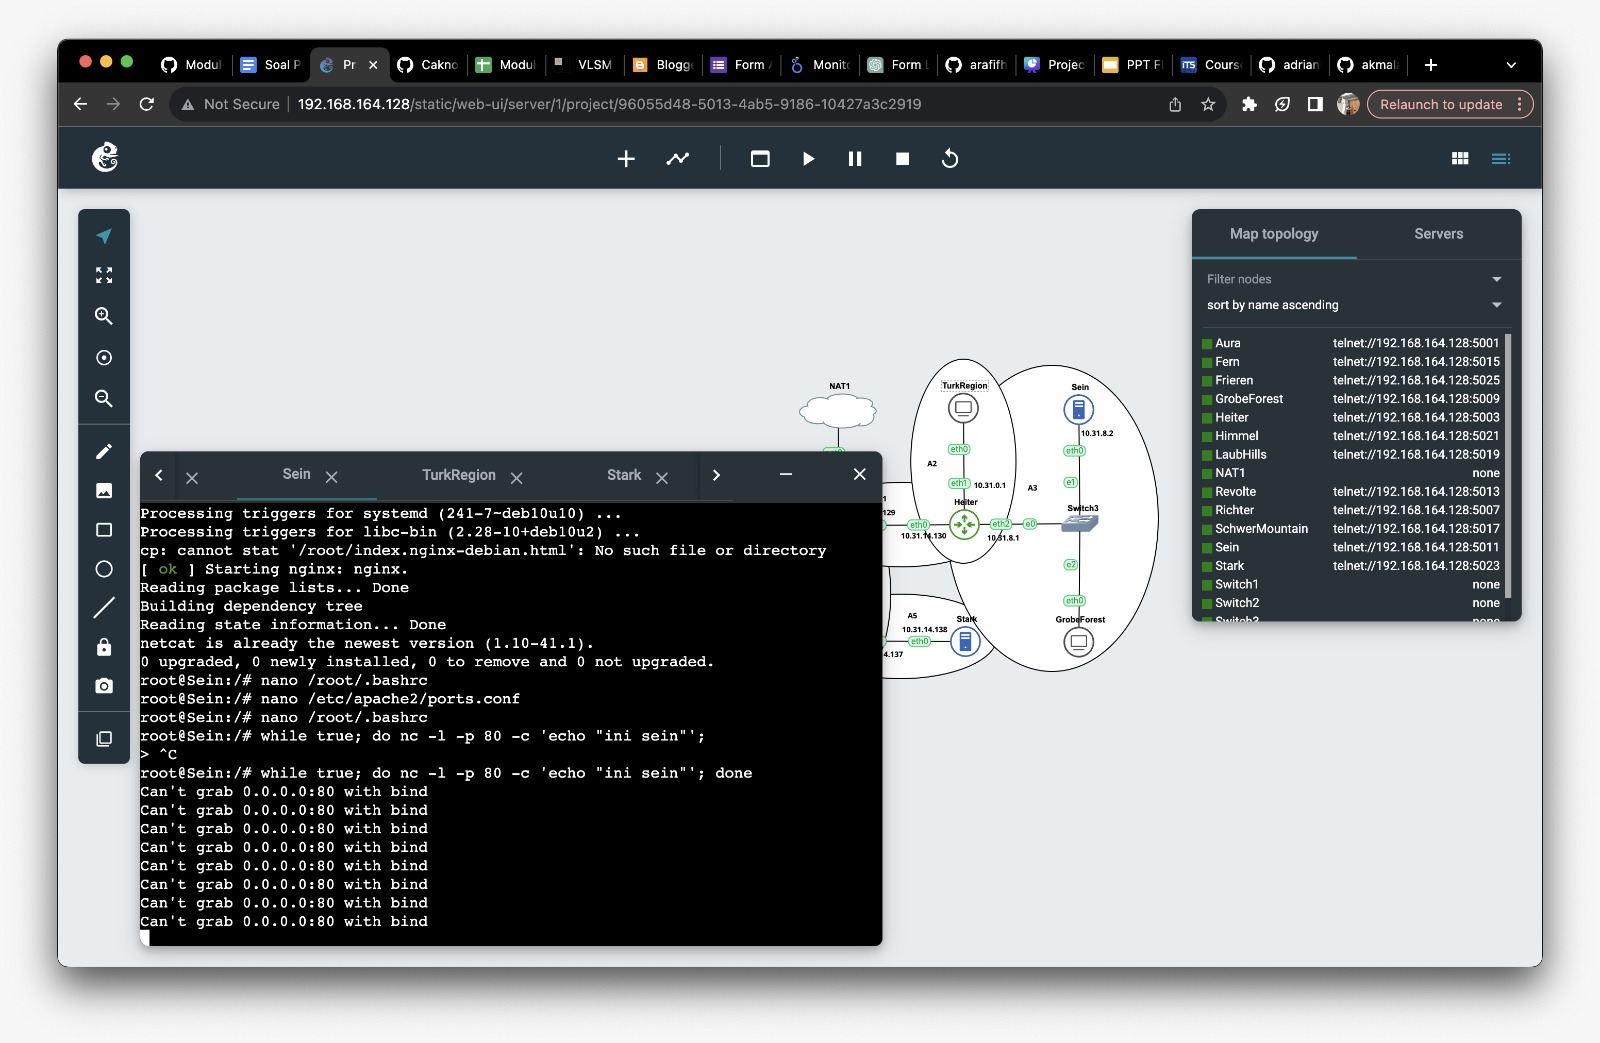 Modul
Soal P
Pr
Cakno
Modul
VLSM
Blogge
Form A
Monito
Form L
arafifh
Projec
PPT F
ITS
Cours
adrian
akmal
Not Secure
192.168.164.128/static/web-ui/server/1/project/96055d48-5013-4ab5-9186-10427a3c2919
Relaunch to update
Map topology
Servers
Filter nodes
sort by name ascending
Aura telnet://192.168.164.128:5001
Fern telnet://192.168.164.128:5015
Frieren telnet://192.168.164.128:5025
GrobeForest telnet://192.168.164.128:5009
Heiter telnet://192.168.164.128:5003
Himmel telnet://192.168.164.128:5021
LaubHills telnet://192.168.164.128:5019
NAT1 none
Revolte telnet://192.168.164.128:5013
Richter telnet://192.168.164.128:5007
SchwerMountain telnet://192.168.164.128:5017
Sein telnet://192.168.164.128:5011
Stark telnet://192.168.164.128:5023
Switch1 none
Switch2 none
Switch3 none
NAT1
TurkRegion
Sein
10.31.8.2
eth0
eth0
A2
eth1
10.31.0.1
A3
e1
Heiter
Switch3
129
eth0
eth2
e0
10.31.14.130
10.31.8.1
e2
eth0
A5
10.31.14.138
Stark
GrobeForest
eth0
4.137
Sein
TurkRegion
Stark
Processing triggers for systemd (241-7~deb10u10) ...
Processing triggers for libc-bin (2.28-10+deb10u2) ...
cp: cannot stat '/root/index.nginx-debian.html': No such file or directory
[ ok ] Starting nginx: nginx.
Reading package lists... Done
Building dependency tree
Reading state information... Done
netcat is already the newest version (1.10-41.1).
0 upgraded, 0 newly installed, 0 to remove and 0 not upgraded.
root@Sein:/# nano /root/.bashrc
root@Sein:/# nano /etc/apache2/ports.conf
root@Sein:/# nano /root/.bashrc
root@Sein:/# while true; do nc -l -p 80 -c 'echo "ini sein"';
> ^C
root@Sein:/# while true; do nc -l -p 80 -c 'echo "ini sein"'; done
Can't grab 0.0.0.0:80 with bind
Can't grab 0.0.0.0:80 with bind
Can't grab 0.0.0.0:80 with bind
Can't grab 0.0.0.0:80 with bind
Can't grab 0.0.0.0:80 with bind
Can't grab 0.0.0.0:80 with bind
Can't grab 0.0.0.0:80 with bind
Can't grab 0.0.0.0:80 with bind